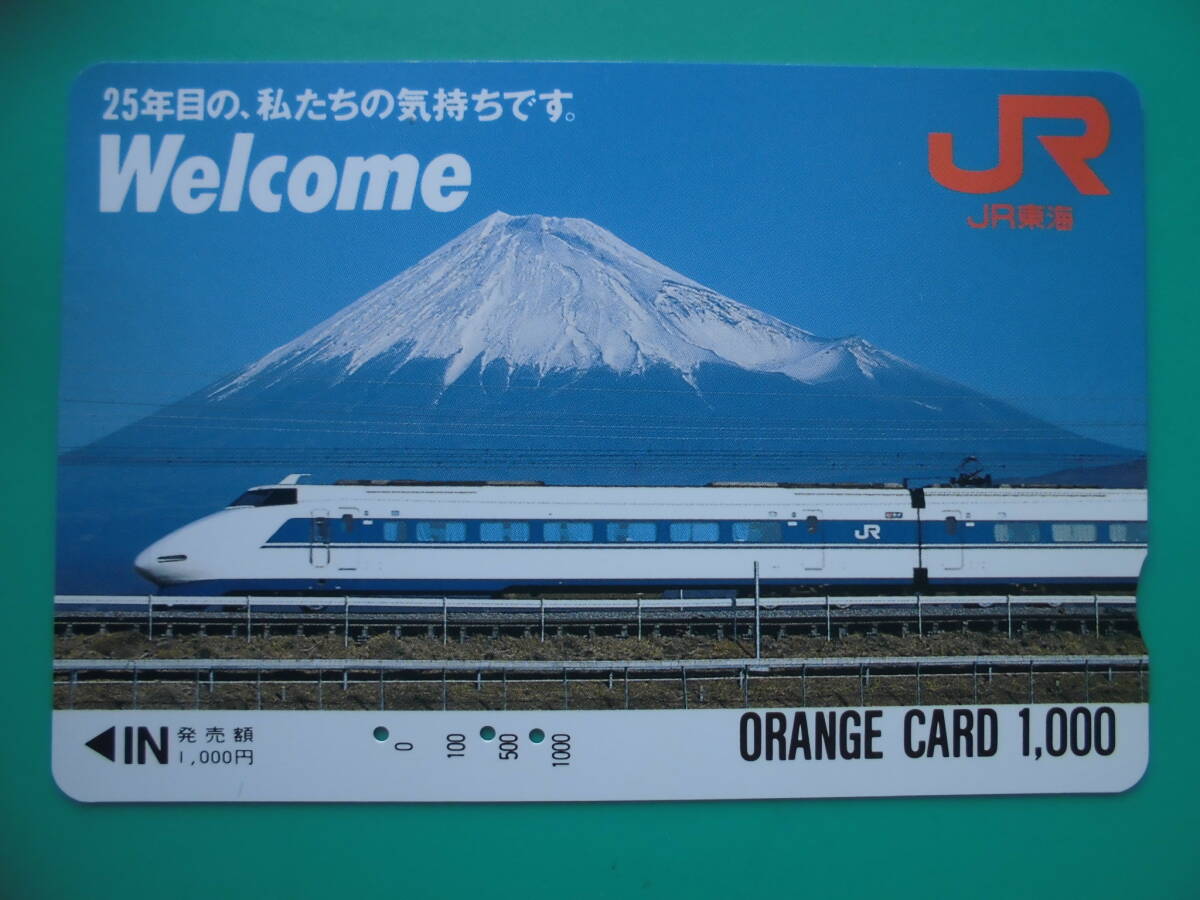 25年目の、私たちの気持ちです。
Welcome
JR
JR東海
JR
◀IN 発売額
1,000円
0 100 500 1000
ORANGE CARD 1,000